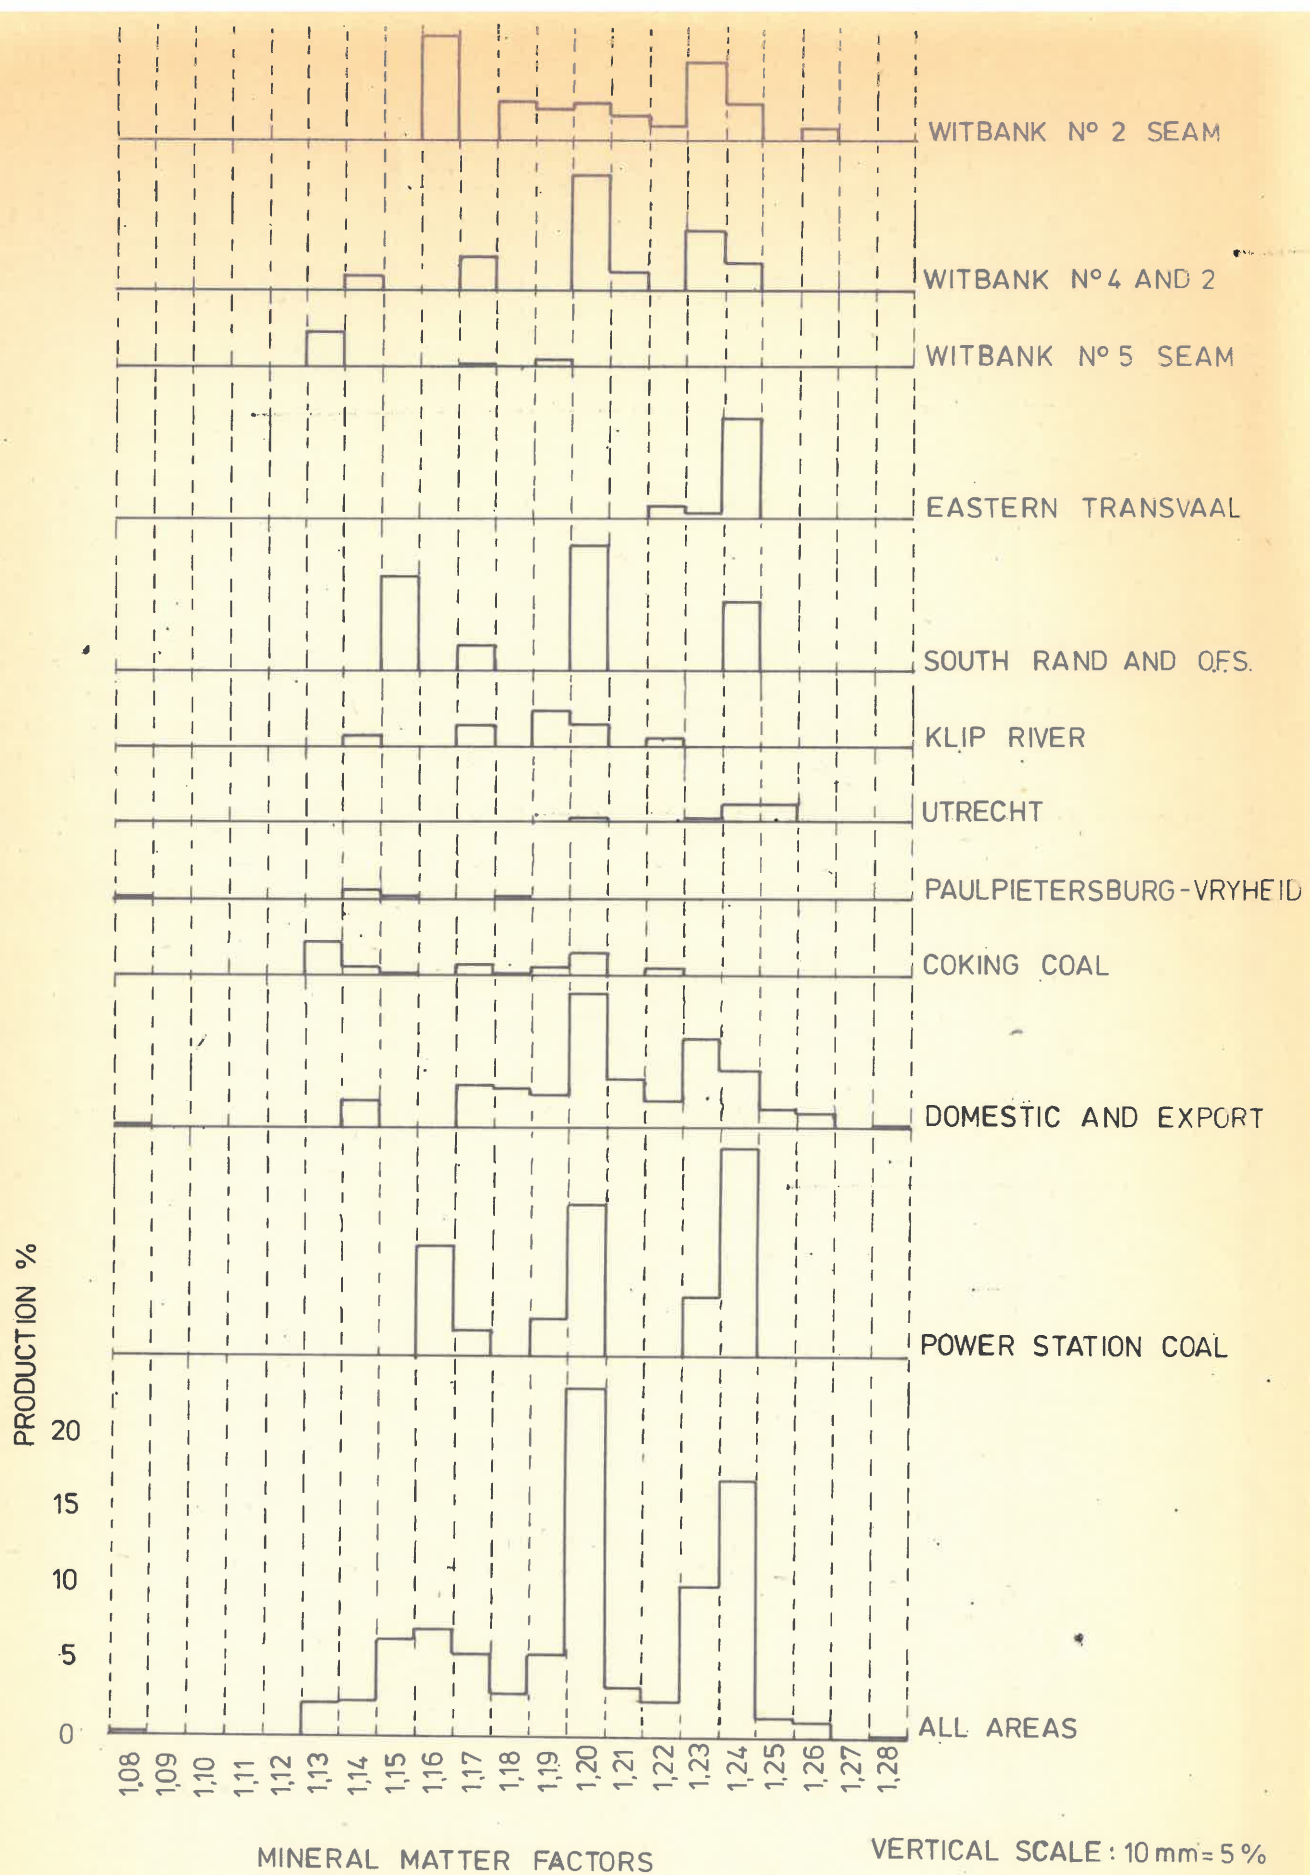 WITBANK Nº 2 SEAM
WITBANK Nº 4 AND 2
WITBANK Nº 5 SEAM
EASTERN TRANSVAAL
SOUTH RAND AND O.F.S.
KLIP RIVER
UTRECHT
PAULPIETERSBURG-VRYHEID
COKING COAL
DOMESTIC AND EXPORT
POWER STATION COAL
ALL AREAS
PRODUCTION %
20
15
10
5
0
1,08 1,09 1,10 1,11 1,12 1,13 1,14 1,15 1,16 1,17 1,18 1,19 1,20 1,21 1,22 1,23 1,24 1,25 1,26 1,27 1,28
MINERAL MATTER FACTORS
VERTICAL SCALE : 10 mm = 5 %